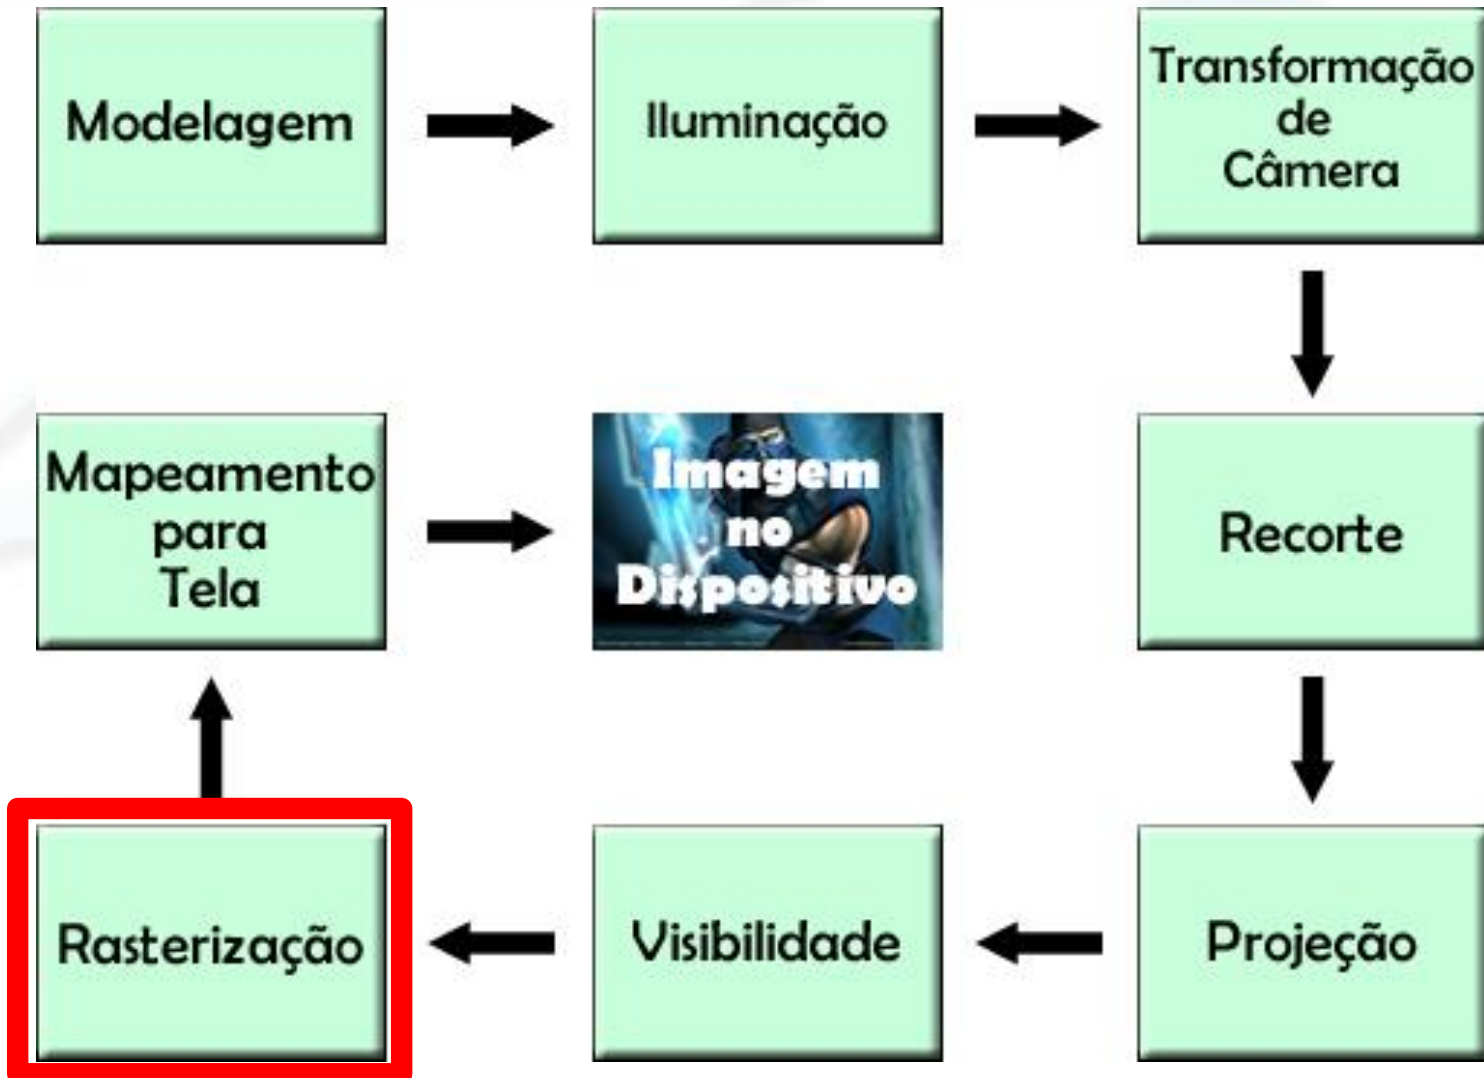 Modelagem
Iluminação
Transformação
de
Câmera
Mapeamento
para
Tela
Imagem
no
Dispositivo
Recorte
Rasterização
Visibilidade
Projeção